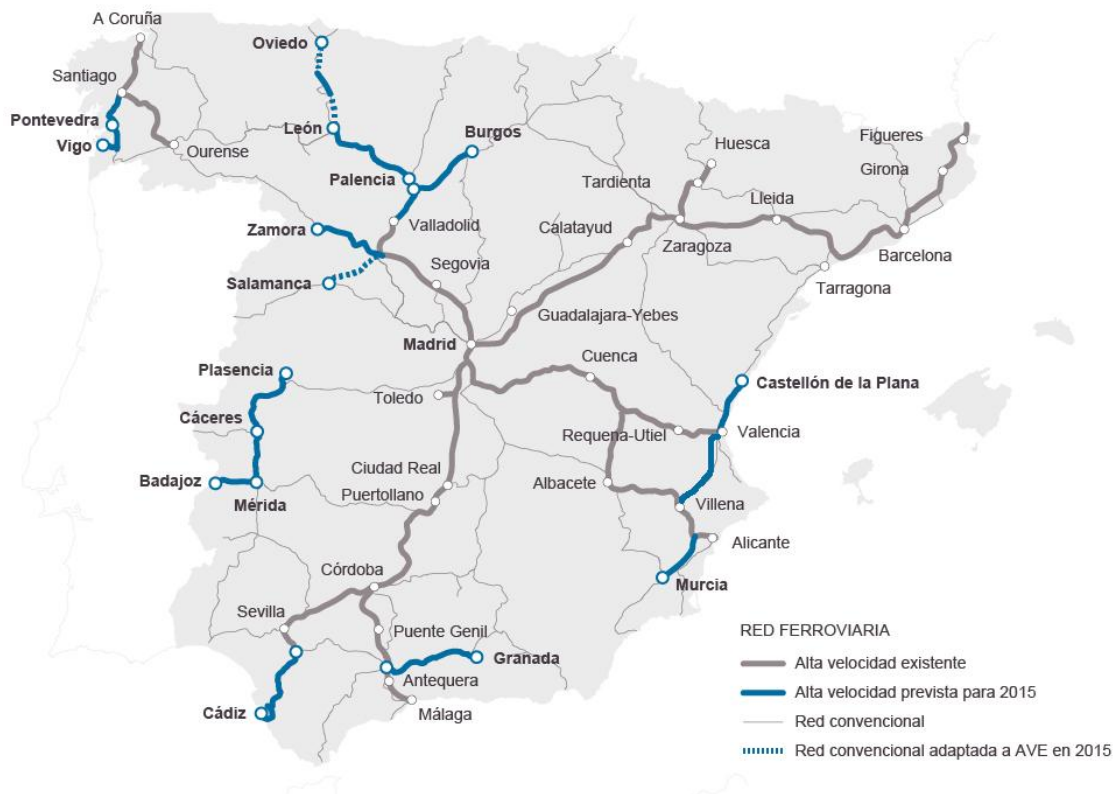 A Coruña
Oviedo
Santiago
Pontevedra
Vigo
Ourense
León
Burgos
Palencia
Huesca
Figueres
Girona
Tardienta
Lleida
Zamora
Valladolid
Calatayud
Zaragoza
Barcelona
Segovia
Salamanca
Tarragona
Guadalajara-Yebes
Madrid
Cuenca
Plasencia
Toledo
Castellón de la Plana
Cáceres
Requena-Utiel
Valencia
Ciudad Real
Badajoz
Mérida
Puertollano
Albacete
Villena
Alicante
Córdoba
Murcia
Sevilla
Puente Genil
Granada
Antequera
Cádiz
Málaga
RED FERROVIARIA
Alta velocidad existente
Alta velocidad prevista para 2015
Red convencional
Red convencional adaptada a AVE en 2015